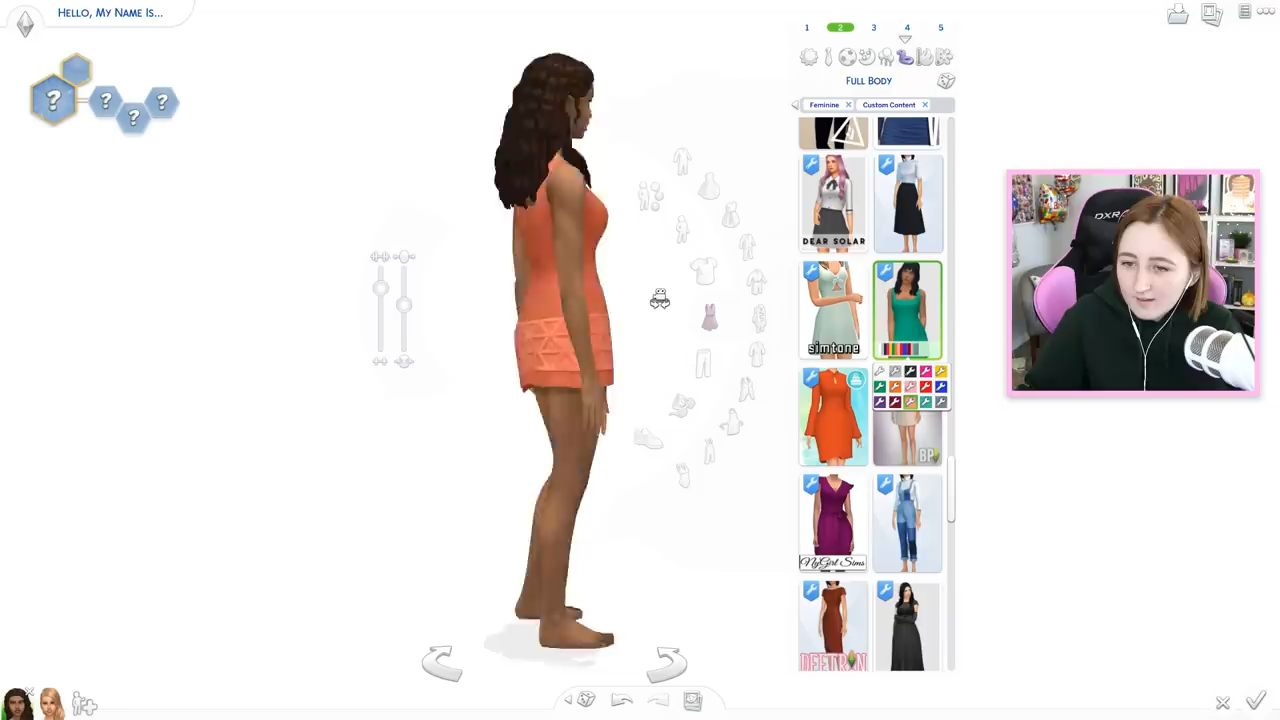 Hello, My Name Is...
1 2 3 4 5
Full Body
Feminine
Custom Content
DEAR SOLAR
simtone
BP
NyGirl Sims
DEETRON
DXR
?
? ? ?